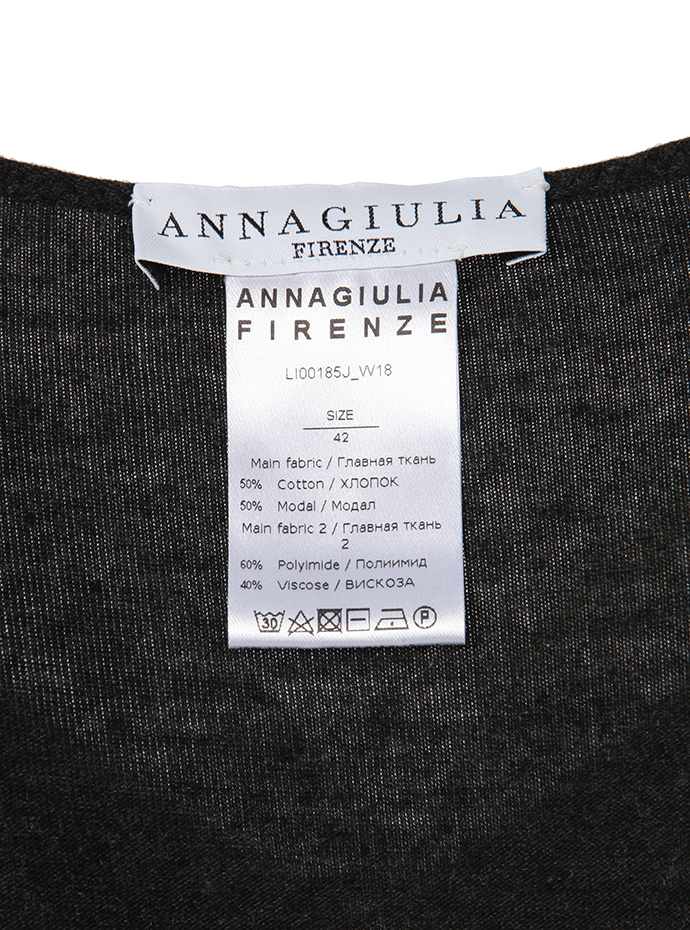 ANNAGIULIA
FIRENZE
ANNAGIULIA
FIRENZE
LI00185J_W18
SIZE
42
Main fabric / Главная ткань
50% Cotton / ХЛОПОК
50% Modal / Модал
Main fabric 2 / Главная ткань
2
60% Polyimide / Полиимид
40% Viscose / ВИСКОЗА
30 P